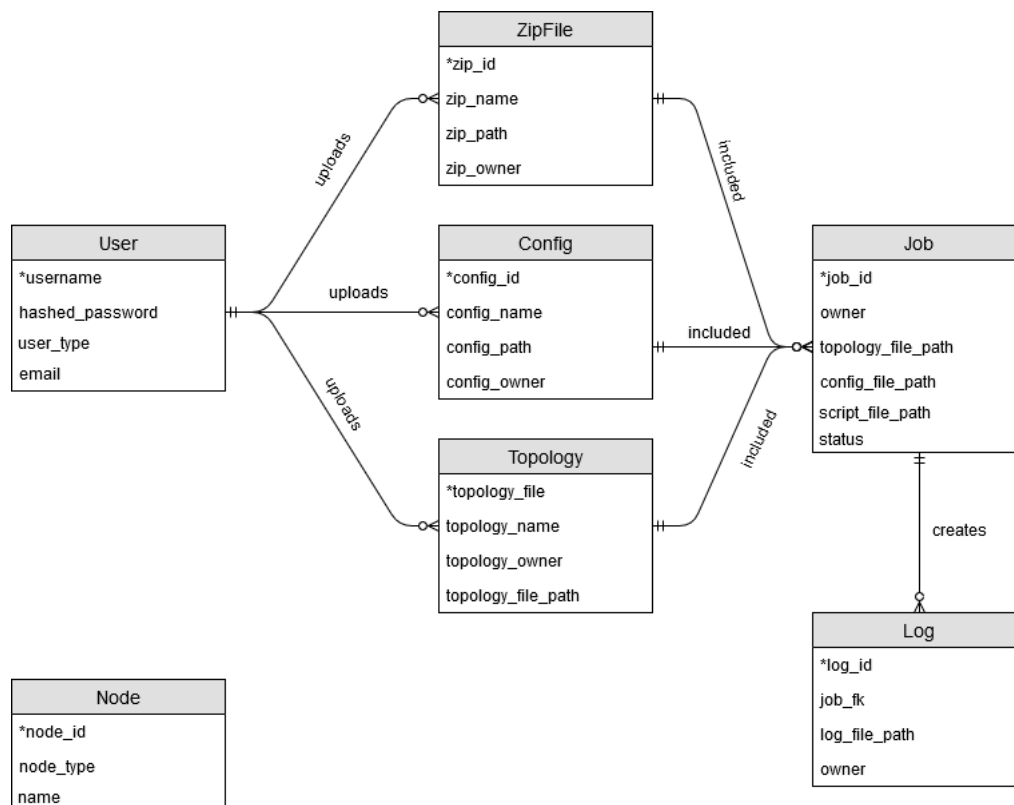 ZipFile
*zip_id
zip_name
zip_path
zip_owner
uploads
included
User
*username
hashed_password
user_type
email
uploads
Config
*config_id
config_name
config_path
config_owner
included
Job
*job_id
owner
topology_file_path
config_file_path
script_file_path
status
uploads
included
Topology
*topology_file
topology_name
topology_owner
topology_file_path
creates
Log
*log_id
job_fk
log_file_path
owner
Node
*node_id
node_type
name